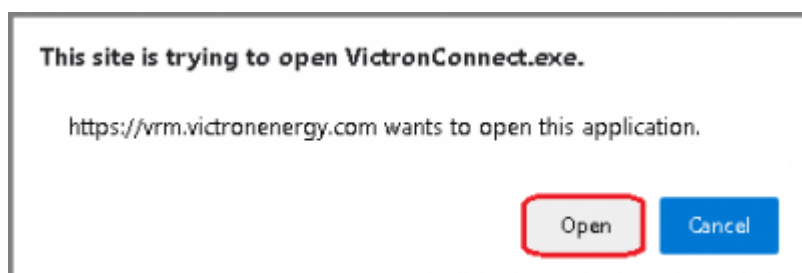 This site is trying to open VictronConnect.exe.
https://vrm.victronenergy.com wants to open this application.
Open Cancel